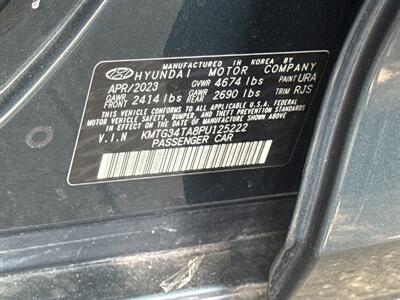 MANUFACTURED IN KOREA BY
HYUNDAI MOTOR COMPANY
APR/2023 GVWR 4674 lbs PAINT URA
GAWR FRONT 2414 lbs GAWR REAR 2690 lbs TRIM RJS
THIS VEHICLE CONFORMS TO ALL APPLICABLE U.S.A. FEDERAL
MOTOR VEHICLE SAFETY, BUMPER, AND THEFT PREVENTION STANDARDS
IN EFFECT ON THE DATE OF MANUFACTURE SHOWN ABOVE.
V.I.N KMTG34TA8PU125222
PASSENGER CAR